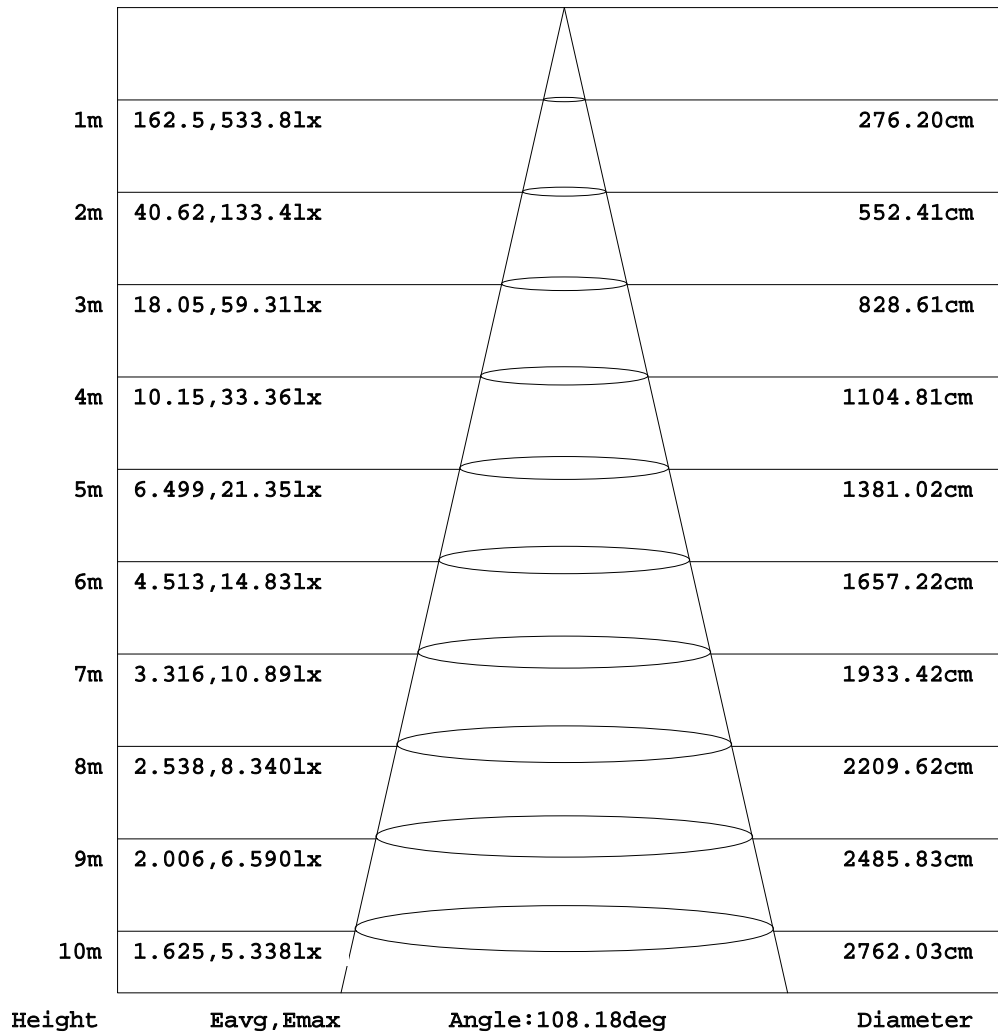 1m 162.5,533.8lx 276.20cm
2m 40.62,133.4lx 552.41cm
3m 18.05,59.31lx 828.61cm
4m 10.15,33.36lx 1104.81cm
5m 6.499,21.35lx 1381.02cm
6m 4.513,14.83lx 1657.22cm
7m 3.316,10.89lx 1933.42cm
8m 2.538,8.340lx 2209.62cm
9m 2.006,6.590lx 2485.83cm
10m 1.625,5.338lx 2762.03cm
Height Eavg,Emax Angle:108.18deg Diameter